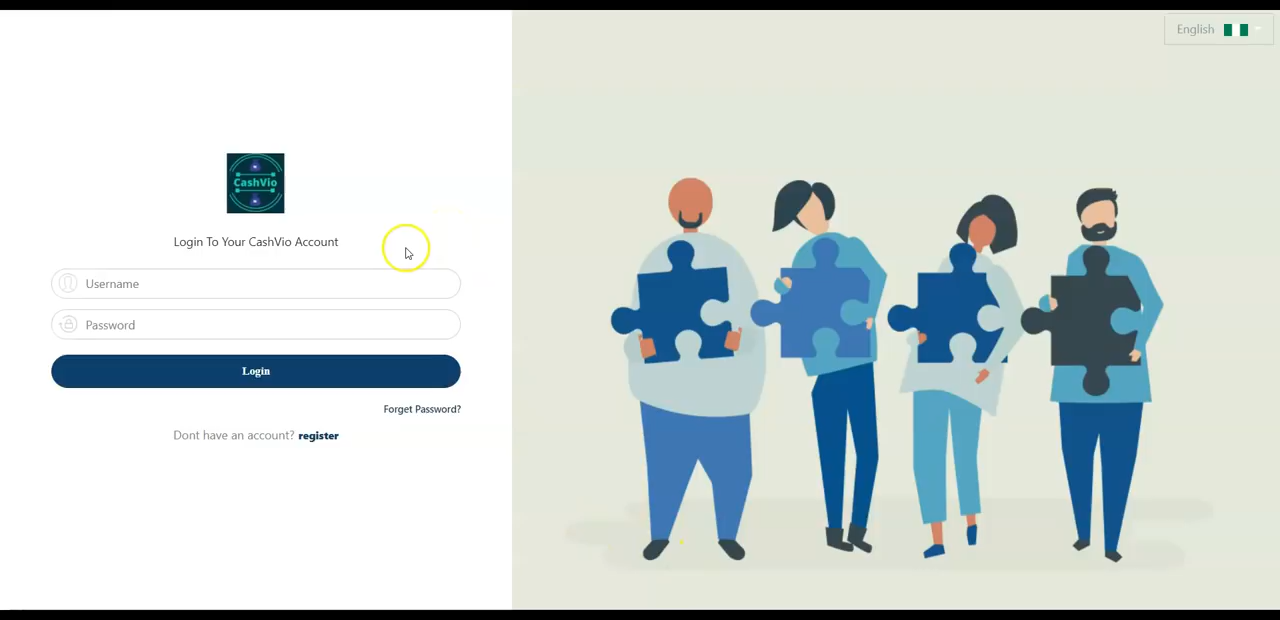 English
CashVio
Login To Your CashVio Account
Username
Password
Login
Forget Password?
Dont have an account? register